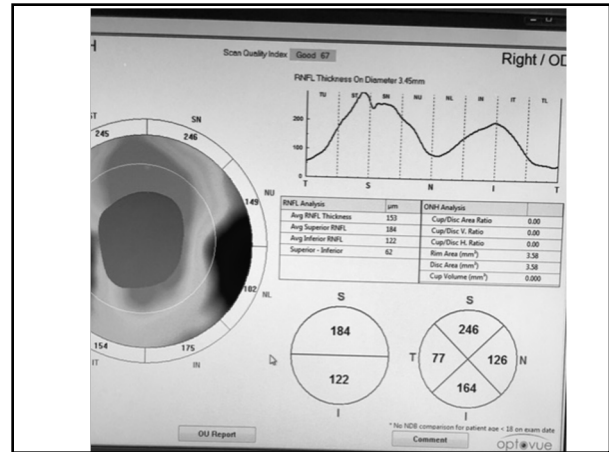 H
Scan Quality Index Good 67
Right / OD
RNFL Thickness On Diameter 3.45mm
TU ST SN NU NL IN IT TL
200
100
0
T S N I T
ST
245
SN
246
NU
149
102
NL
175
IN
154
IT
RNFL Analysis µm
Avg RNFL Thickness 153
Avg Superior RNFL 184
Avg Inferior RNFL 122
Superior - Inferior 62
ONH Analysis
Cup/Disc Area Ratio 0.00
Cup/Disc V. Ratio 0.00
Cup/Disc H. Ratio 0.00
Rim Area (mm²) 3.58
Disc Area (mm²) 3.58
Cup Volume (mm³) 0.000
S
184
122
I
S
246
T 77 126 N
164
I
* No NDB comparison for patient age < 18 on exam date
OU Report
Comment
optovue